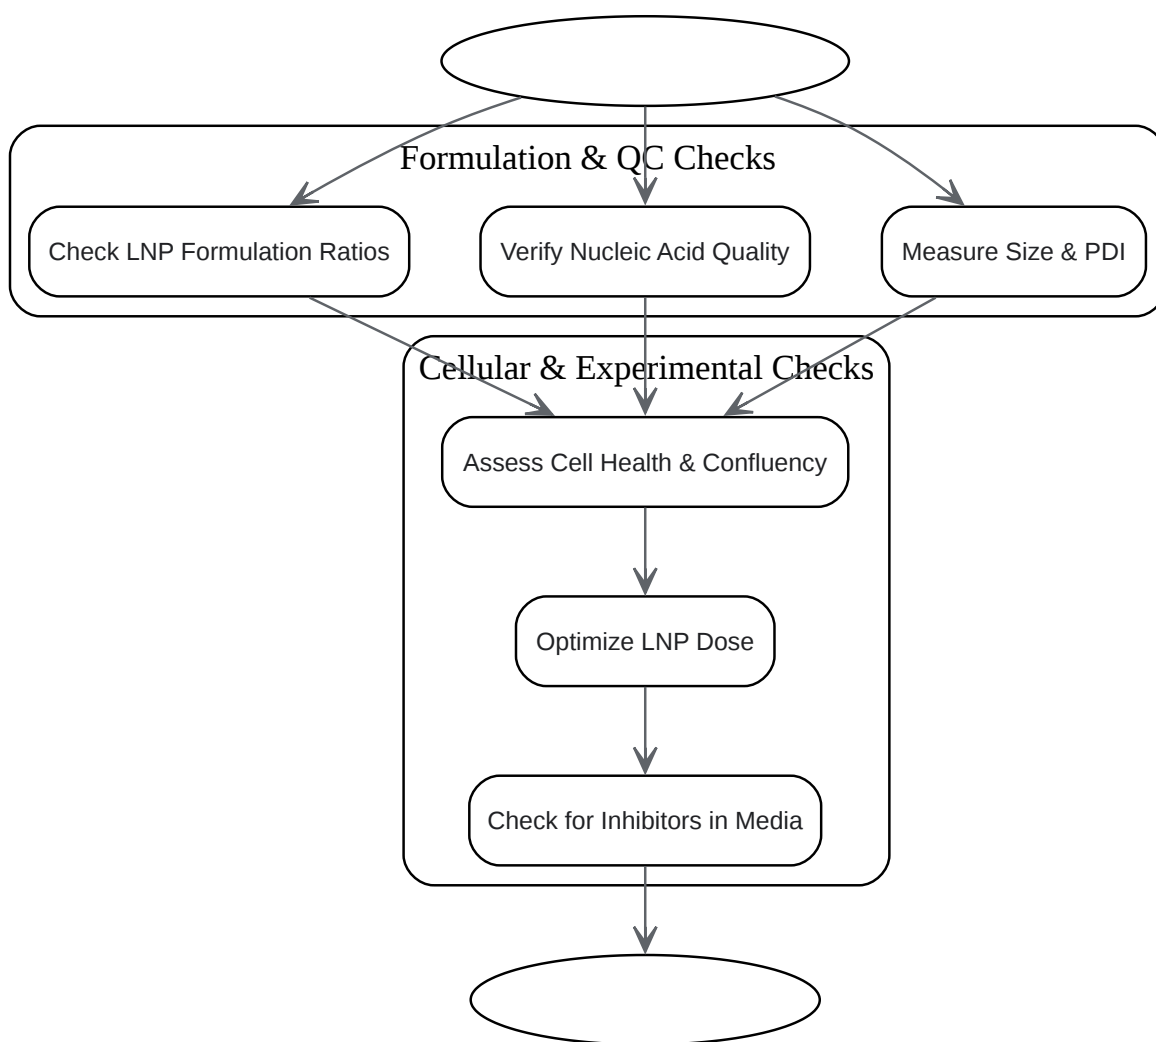 Formulation & QC Checks
Check LNP Formulation Ratios
Verify Nucleic Acid Quality
Measure Size & PDI
Cellular & Experimental Checks
Assess Cell Health & Confluency
Optimize LNP Dose
Check for Inhibitors in Media